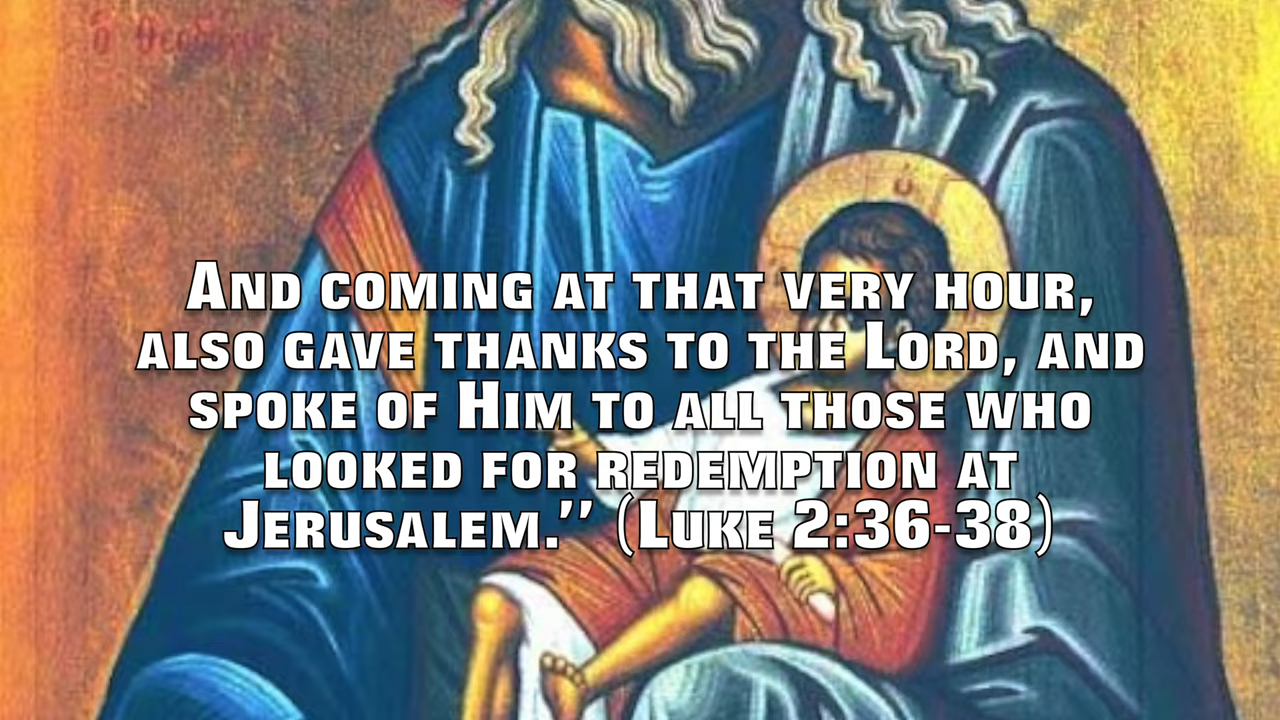 And coming at that very hour,
also gave thanks to the Lord, and
spoke of Him to all those who
looked for redemption at
Jerusalem.” (Luke 2:36-38)